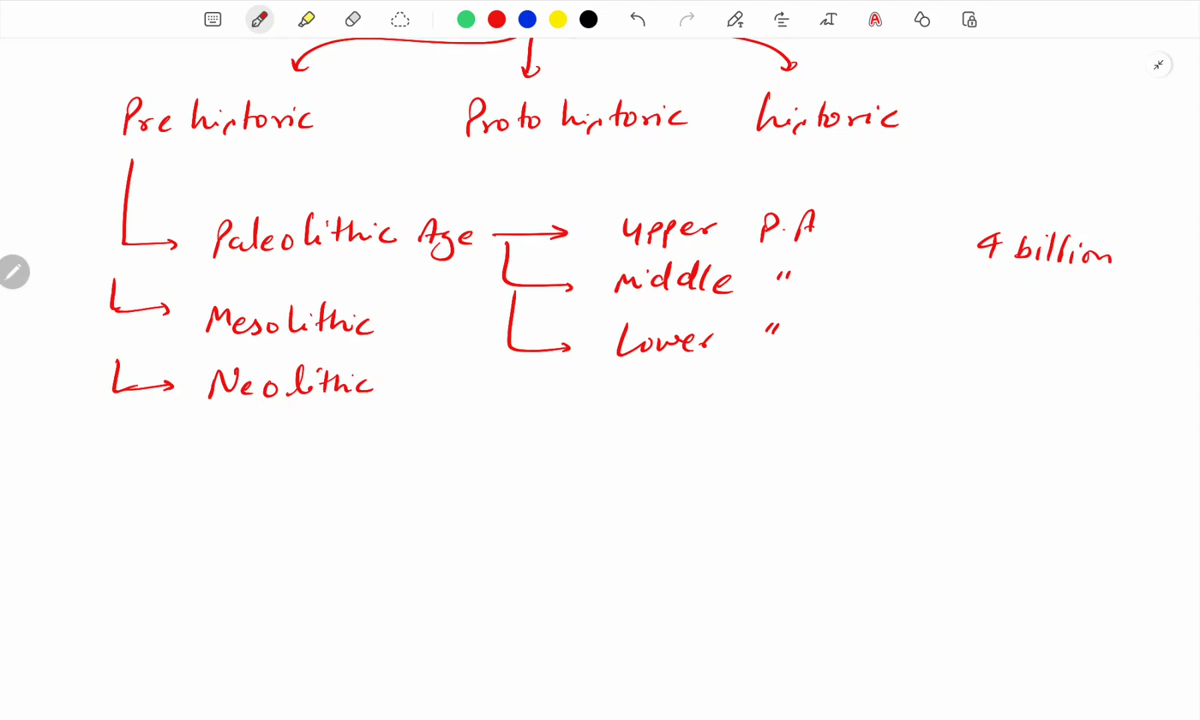 Pre historic Proto historic historic
Paleolithic Age upper P.A
4 billion
middle "
Mesolithic
Lower "
Neolithic